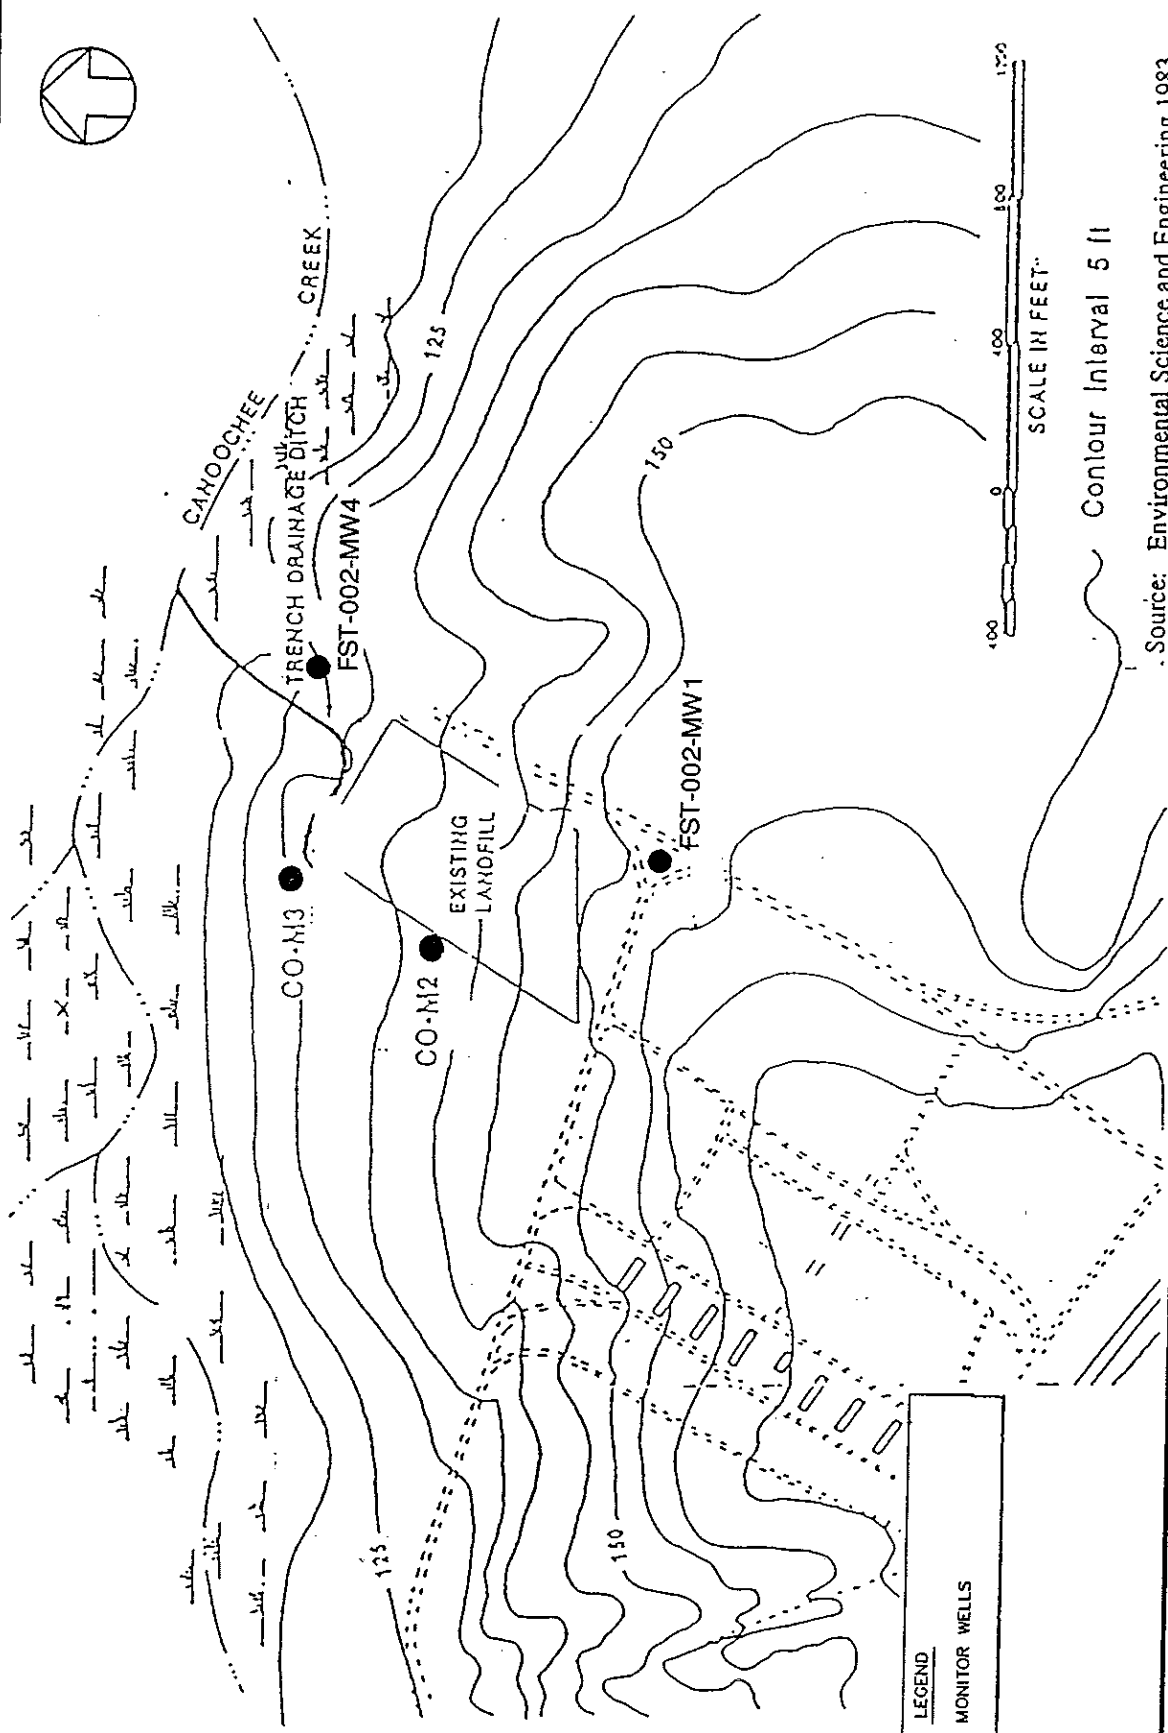 CANOOCHEE
CREEK
TRENCH DRAINAGE DITCH
FST-002-MW4
125
CO-M3
CO-M2
EXISTING
LANDFILL
150
FST-002-MW1
125
150
400
0
400
800
SCALE IN FEET
Contour Interval 5 ft
Source: Environmental Science and Engineering 1983
LEGEND
MONITOR WELLS